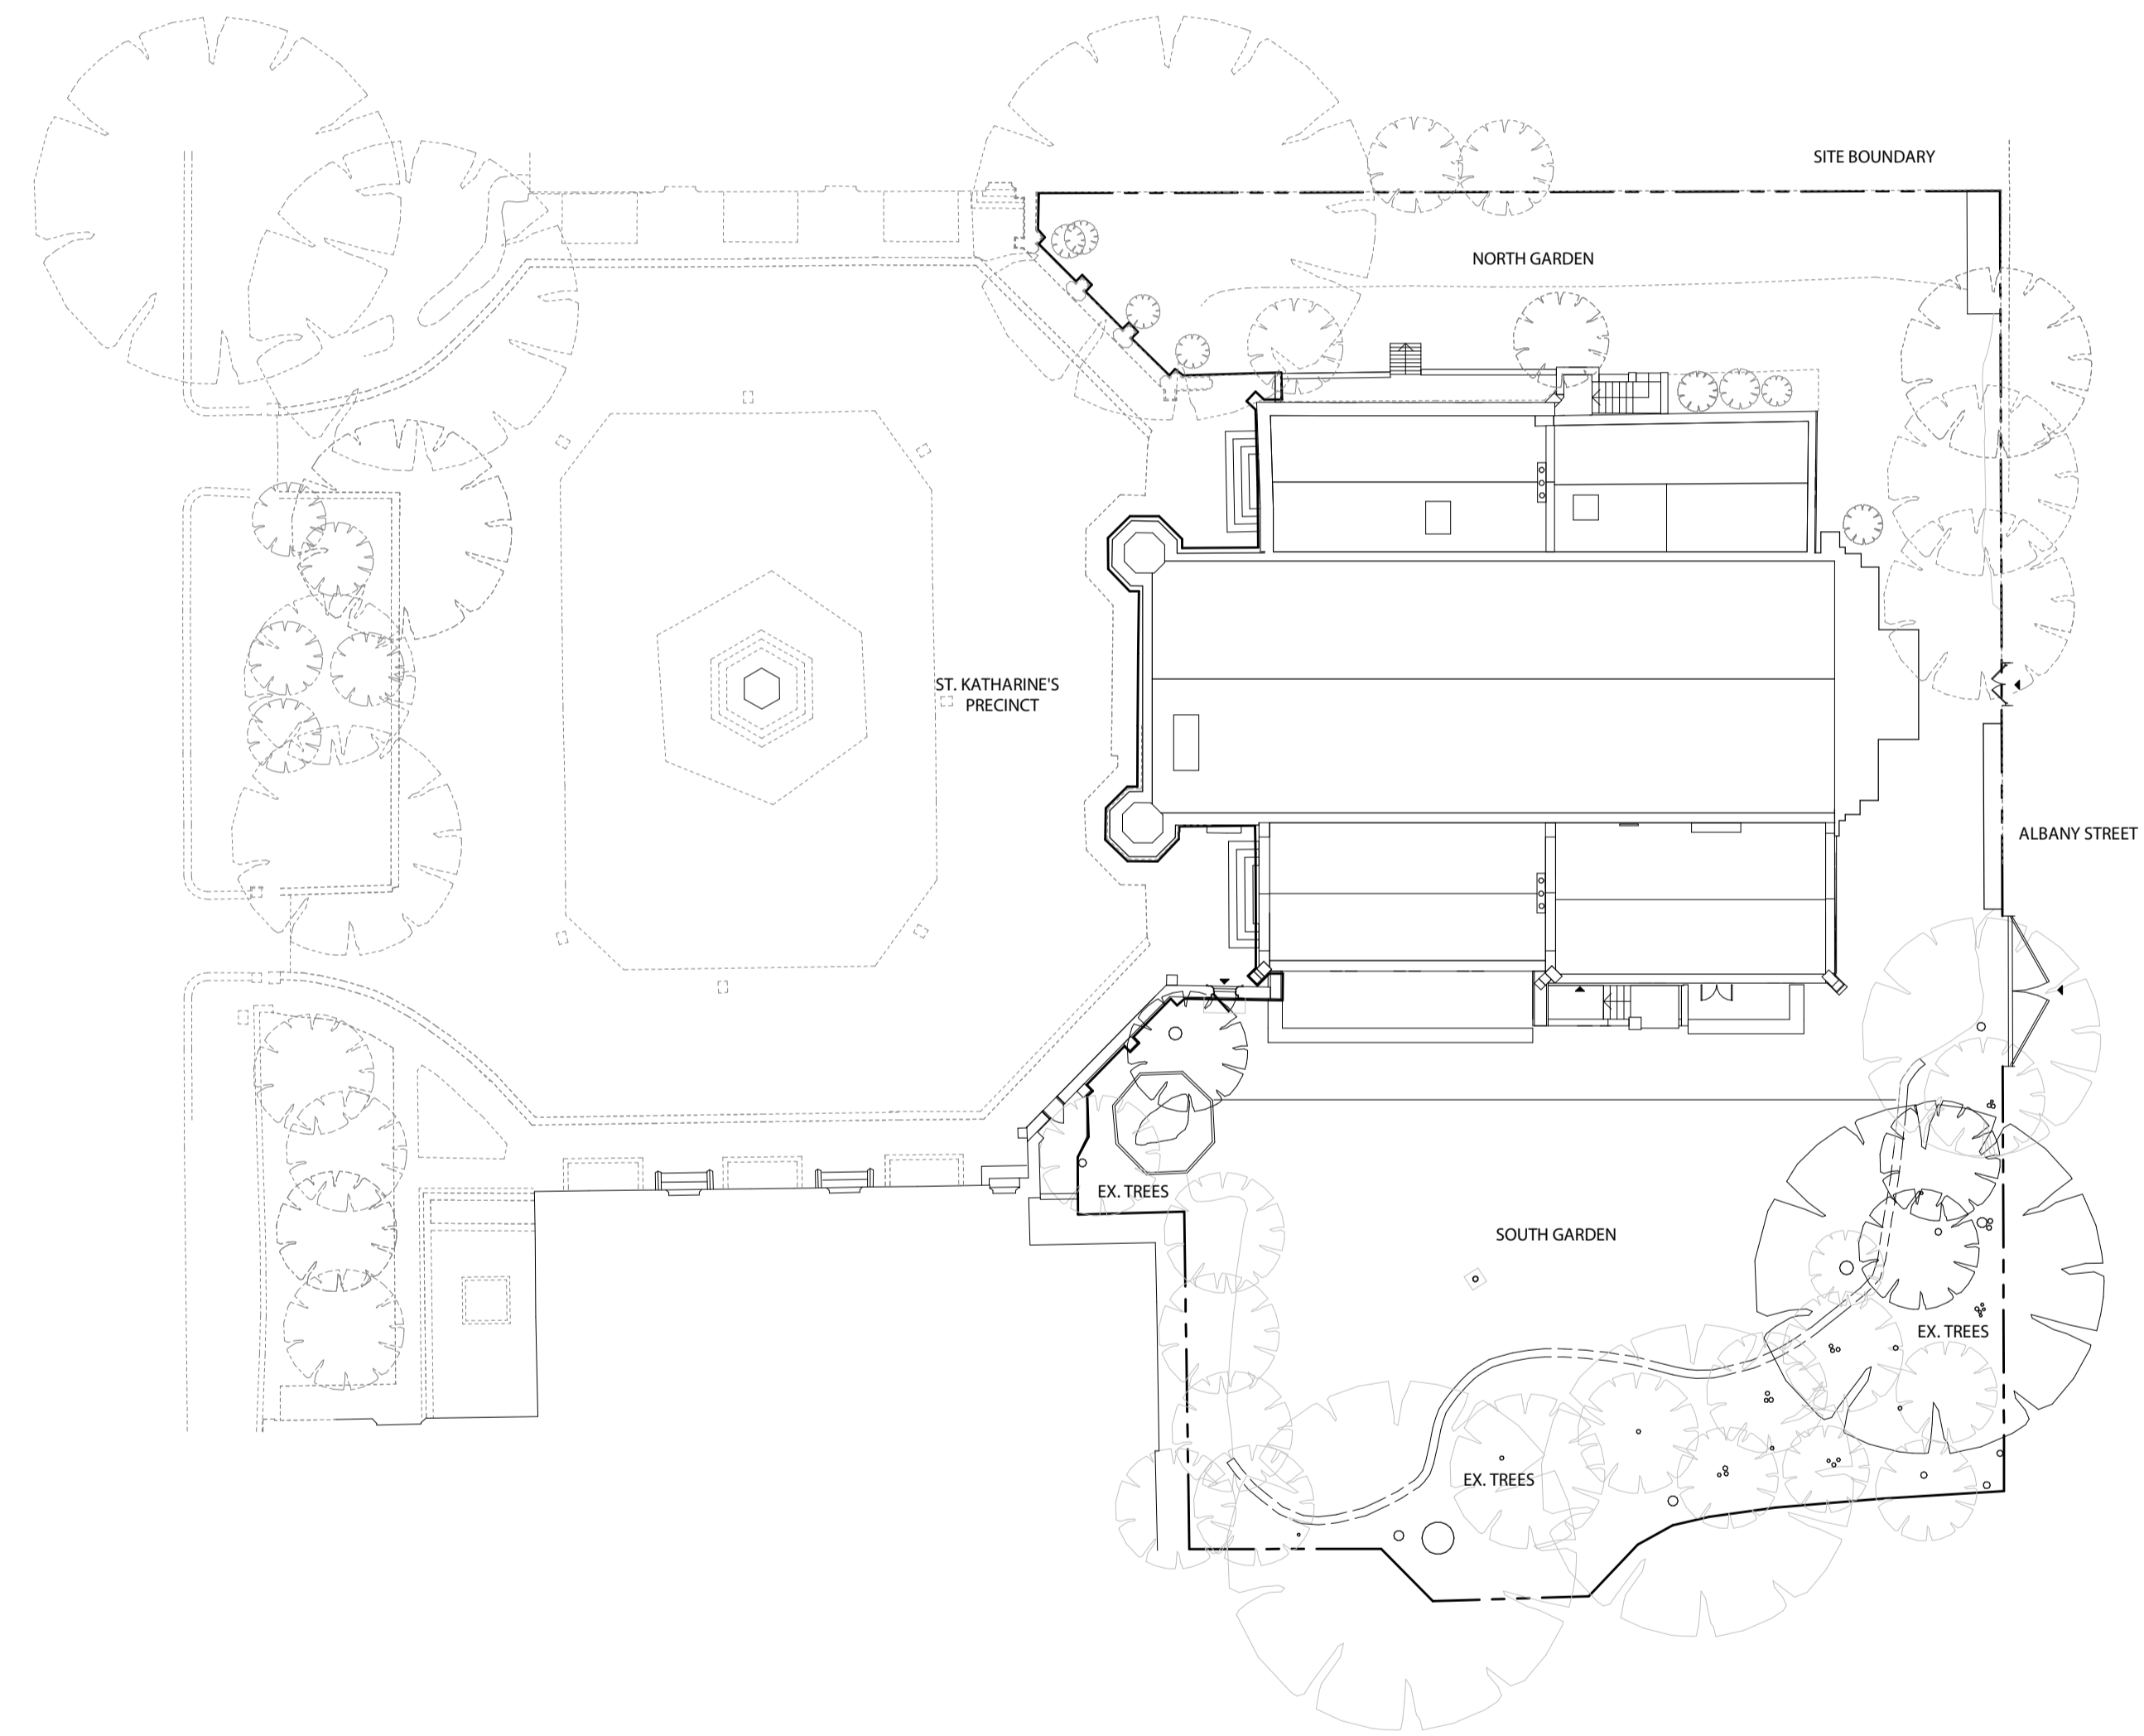 SITE BOUNDARY
NORTH GARDEN
ST. KATHARINE'S
PRECINCT
ALBANY STREET
EX. TREES
SOUTH GARDEN
EX. TREES
EX. TREES